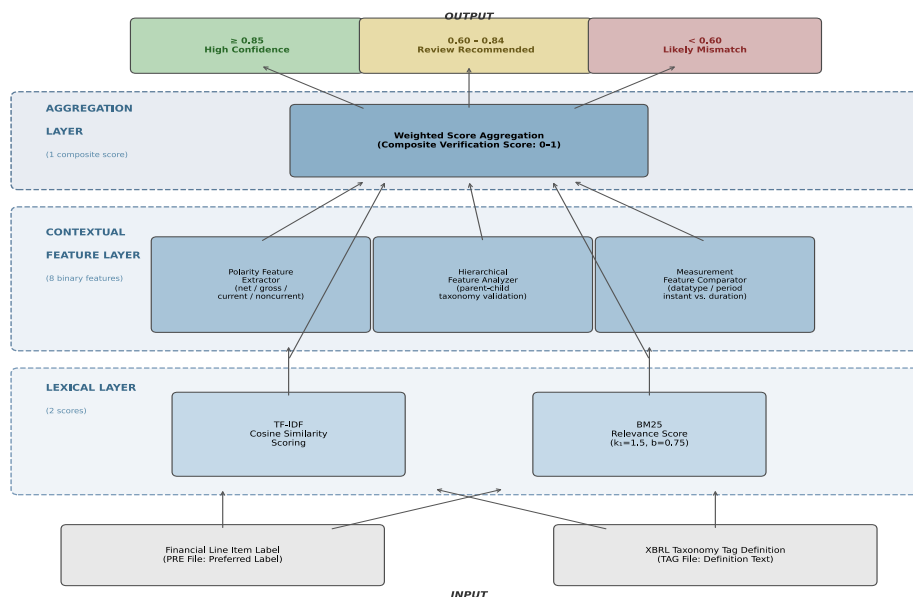 OUTPUT
≥ 0.85
High Confidence
0.60 – 0.84
Review Recommended
< 0.60
Likely Mismatch
AGGREGATION
LAYER
(1 composite score)
Weighted Score Aggregation
(Composite Verification Score: 0–1)
CONTEXTUAL
FEATURE LAYER
(8 binary features)
Polarity Feature
Extractor
(net / gross /
current / noncurrent)
Hierarchical
Feature Analyzer
(parent–child
taxonomy validation)
Measurement
Feature Comparator
(datatype / period
instant vs. duration)
LEXICAL LAYER
(2 scores)
TF-IDF
Cosine Similarity
Scoring
BM25
Relevance Score
(k₁=1.5, b=0.75)
Financial Line Item Label
(PRE File: Preferred Label)
XBRL Taxonomy Tag Definition
(TAG File: Definition Text)
INPUT